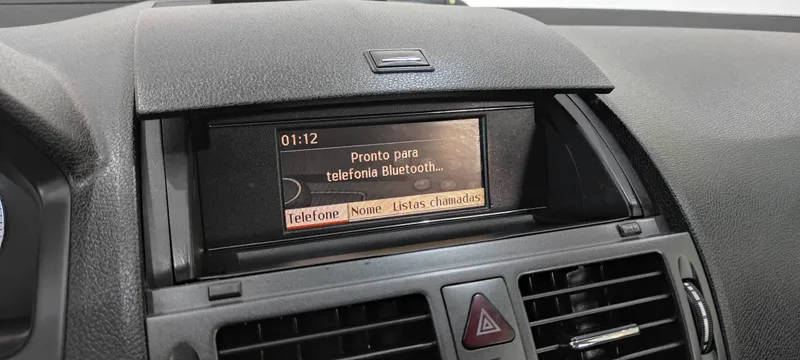 01:12
Pronto para
telefonia Bluetooth...
Telefone Nome Listas chamadas